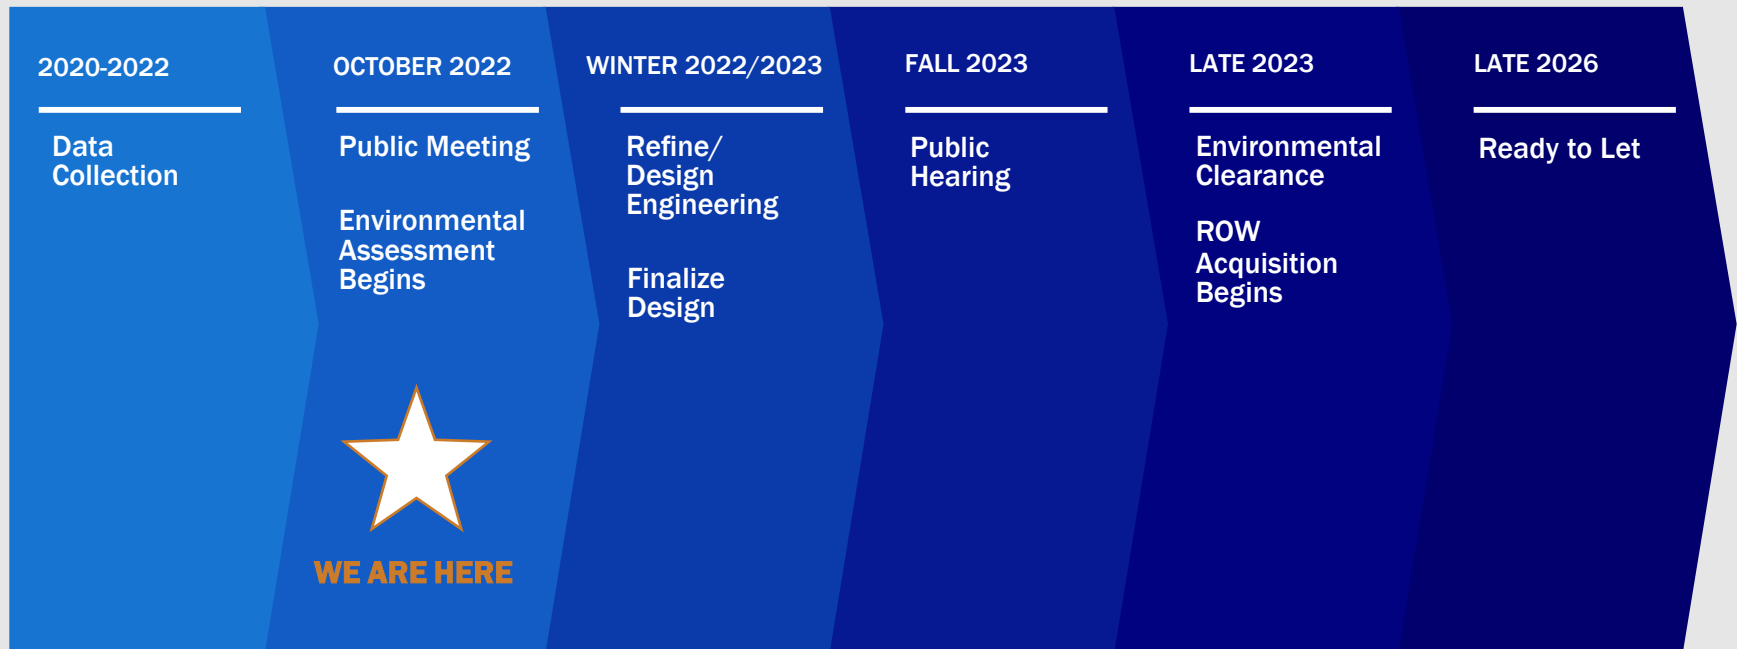 2020-2022
Data
Collection
OCTOBER 2022
Public Meeting
Environmental
Assessment
Begins
WE ARE HERE
WINTER 2022/2023
Refine/
Design
Engineering
Finalize
Design
FALL 2023
Public
Hearing
LATE 2023
Environmental
Clearance
ROW
Acquisition
Begins
LATE 2026
Ready to Let